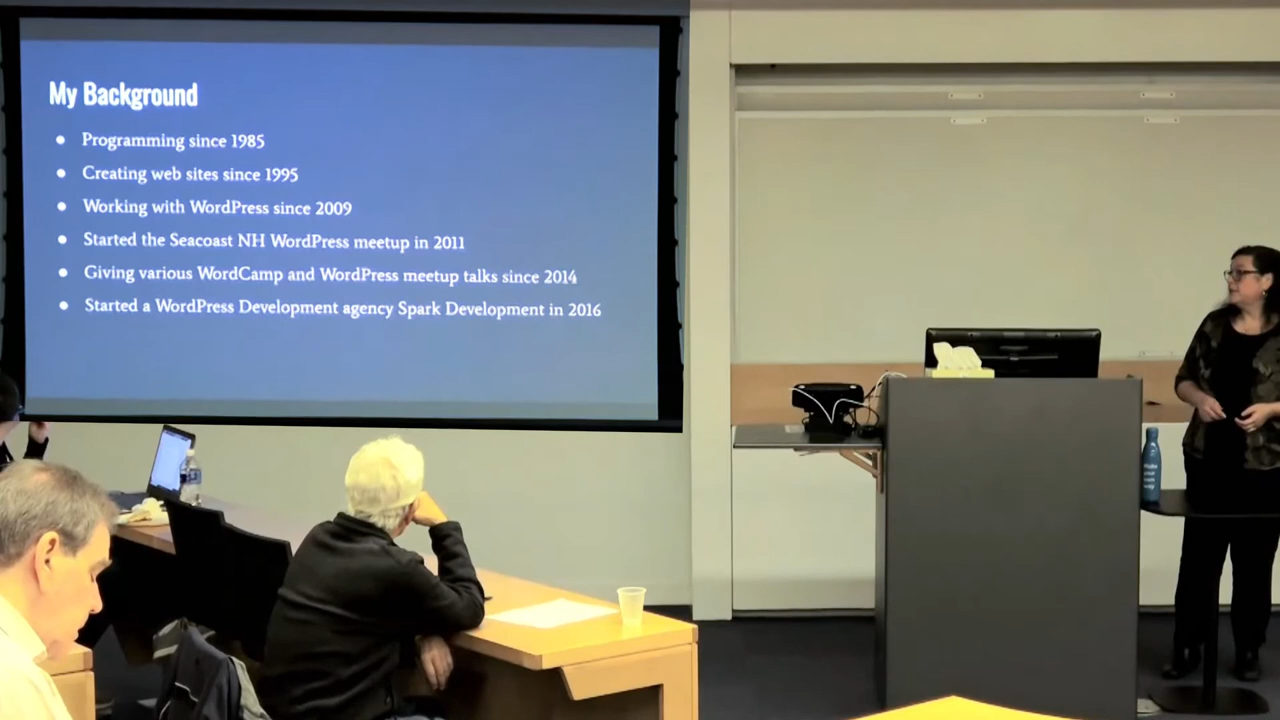 My Background
● Programming since 1985
● Creating web sites since 1995
● Working with WordPress since 2009
● Started the Seacoast NH WordPress meetup in 2011
● Giving various WordCamp and WordPress meetup talks since 2014
● Started a WordPress Development agency Spark Development in 2016